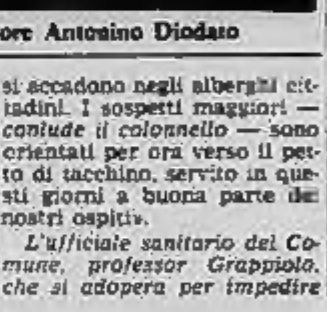 ore Antonino Diodato
si accadono negli alberghi cit-
tadini. I sospetti maggiori —
conlude il colonnello — sono
orientati per ora verso il pet-
to di tacchino, servito in que-
sti giorni a buona parte dei
nostri ospiti».
L'ufficiale sanitario del Co-
mune, professor Grappiolo,
che si adopera per impedire